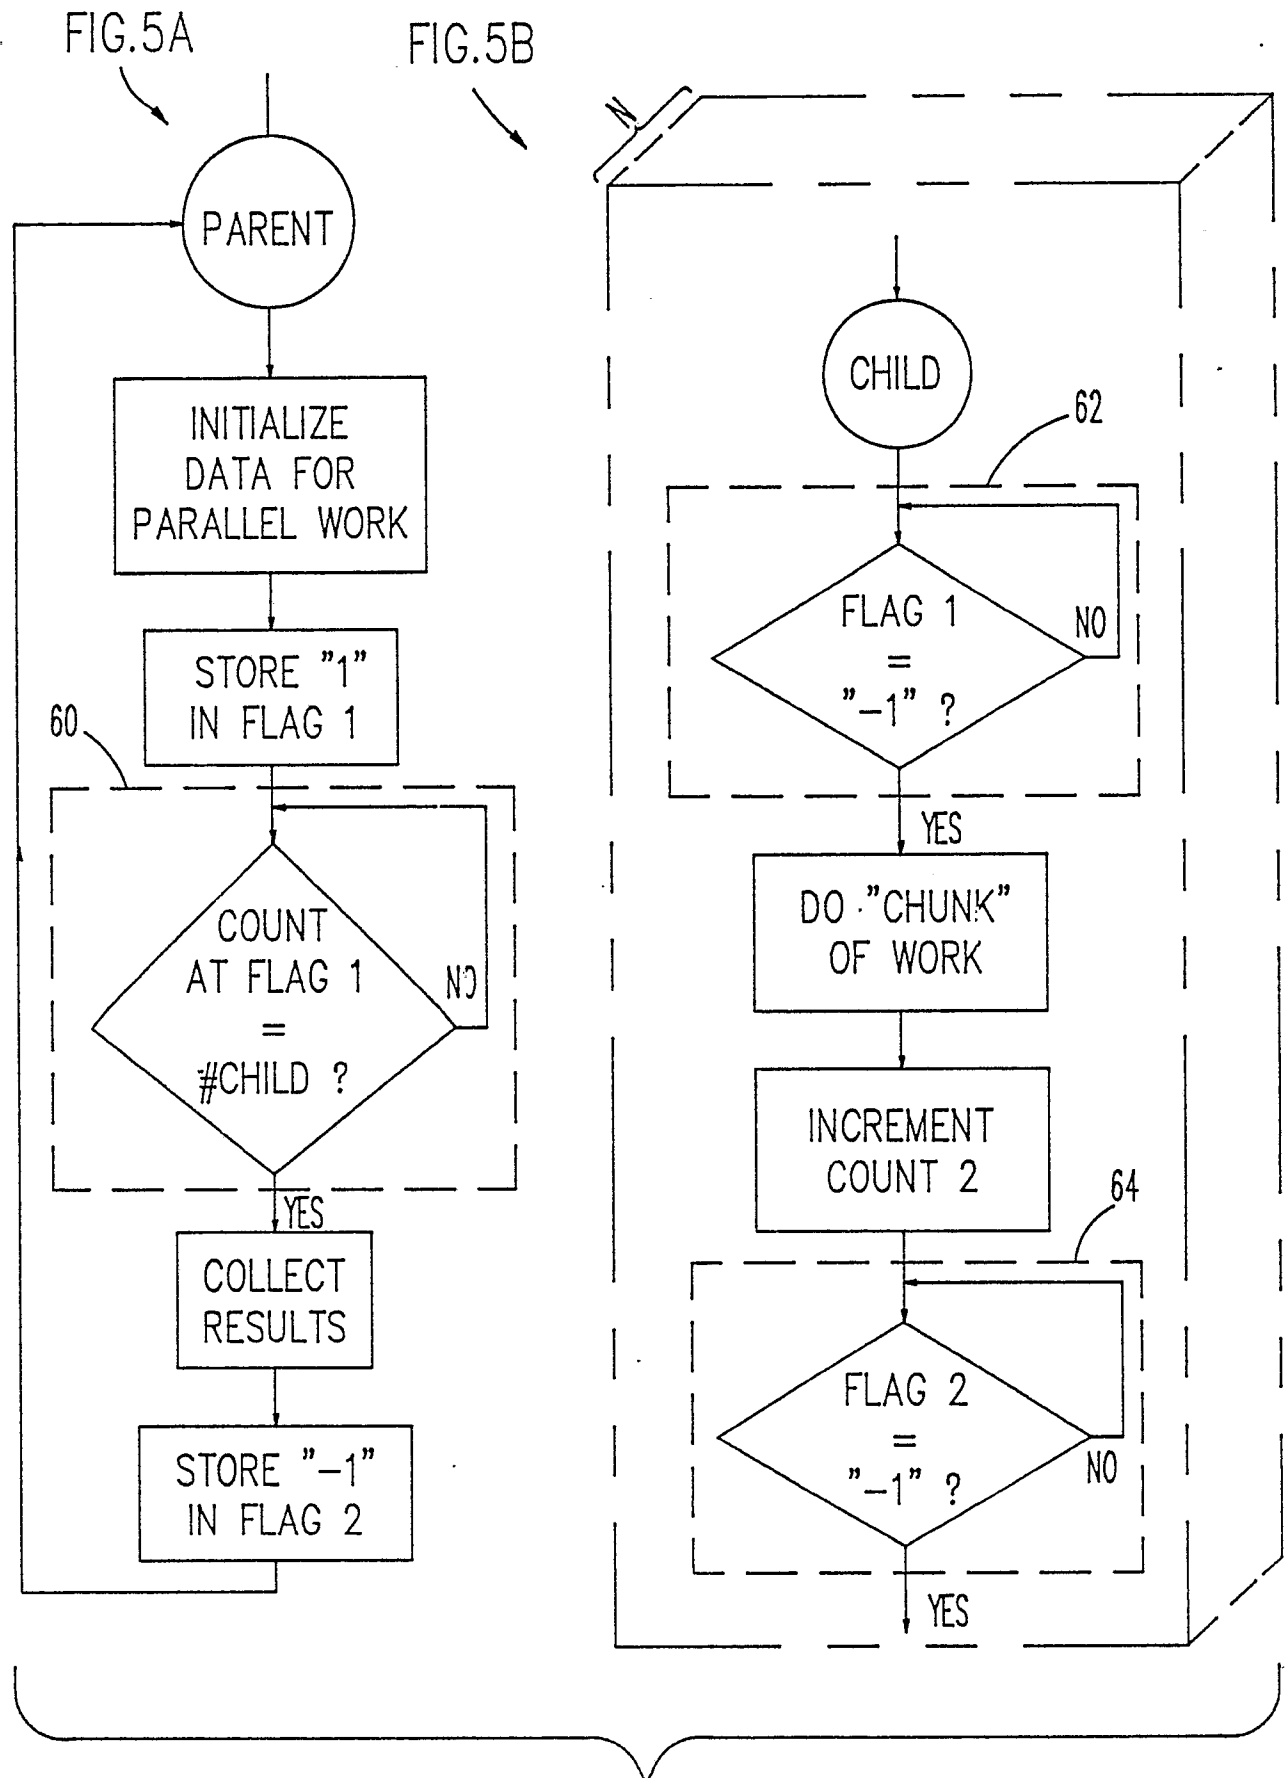 FIG.5A
PARENT
INITIALIZE
DATA FOR
PARALLEL WORK
STORE "1"
IN FLAG 1
60
COUNT
AT FLAG 1
=
#CHILD ?
NO
YES
COLLECT
RESULTS
STORE "-1"
IN FLAG 2
FIG.5B
N
CHILD
62
FLAG 1
=
"-1" ?
NO
YES
DO "CHUNK"
OF WORK
INCREMENT
COUNT 2
64
FLAG 2
=
"-1" ?
NO
YES